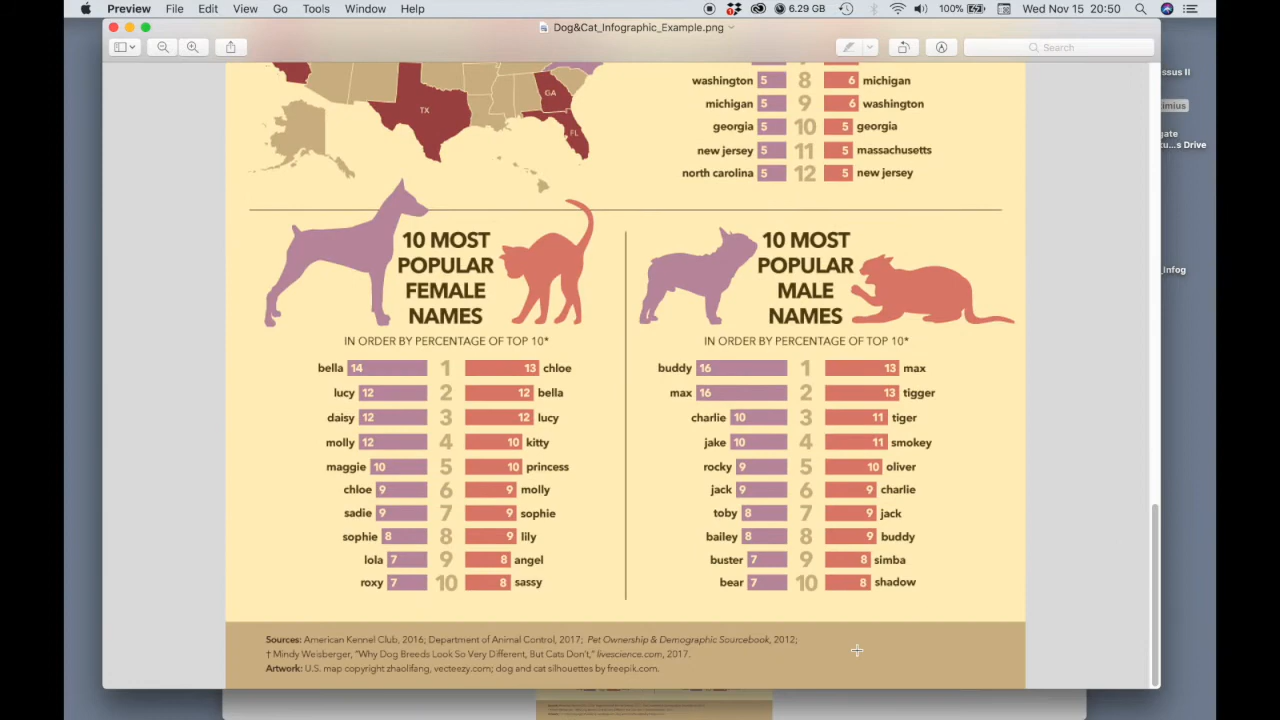 Preview File Edit View Go Tools Window Help 6.29 GB 100% Wed Nov 15 20:50
Dog&Cat_Infographic_Example.png
Search
ssus II
imius
gate
ku...s Drive
_Infog
TX
GA
FL
washington 5 8 6 michigan
michigan 5 9 6 washington
georgia 5 10 5 georgia
new jersey 5 11 5 massachusetts
north carolina 5 12 5 new jersey
10 MOST
POPULAR
FEMALE
NAMES
IN ORDER BY PERCENTAGE OF TOP 10*
bella 14 1 13 chloe
lucy 12 2 12 bella
daisy 12 3 12 lucy
molly 12 4 10 kitty
maggie 10 5 10 princess
chloe 9 6 9 molly
sadie 9 7 9 sophie
sophie 8 8 9 lily
lola 7 9 8 angel
roxy 7 10 8 sassy
10 MOST
POPULAR
MALE
NAMES
IN ORDER BY PERCENTAGE OF TOP 10*
buddy 16 1 13 max
max 16 2 13 tigger
charlie 10 3 11 tiger
jake 10 4 11 smokey
rocky 9 5 10 oliver
jack 9 6 9 charlie
toby 8 7 9 jack
bailey 8 8 9 buddy
buster 7 9 8 simba
bear 7 10 8 shadow
Sources: American Kennel Club, 2016; Department of Animal Control, 2017; Pet Ownership & Demographic Sourcebook, 2012;
† Mindy Weisberger, "Why Dog Breeds Look So Very Different, But Cats Don't," livescience.com, 2017.
Artwork: U.S. map copyright zhaolifang, vecteezy.com; dog and cat silhouettes by freepik.com.